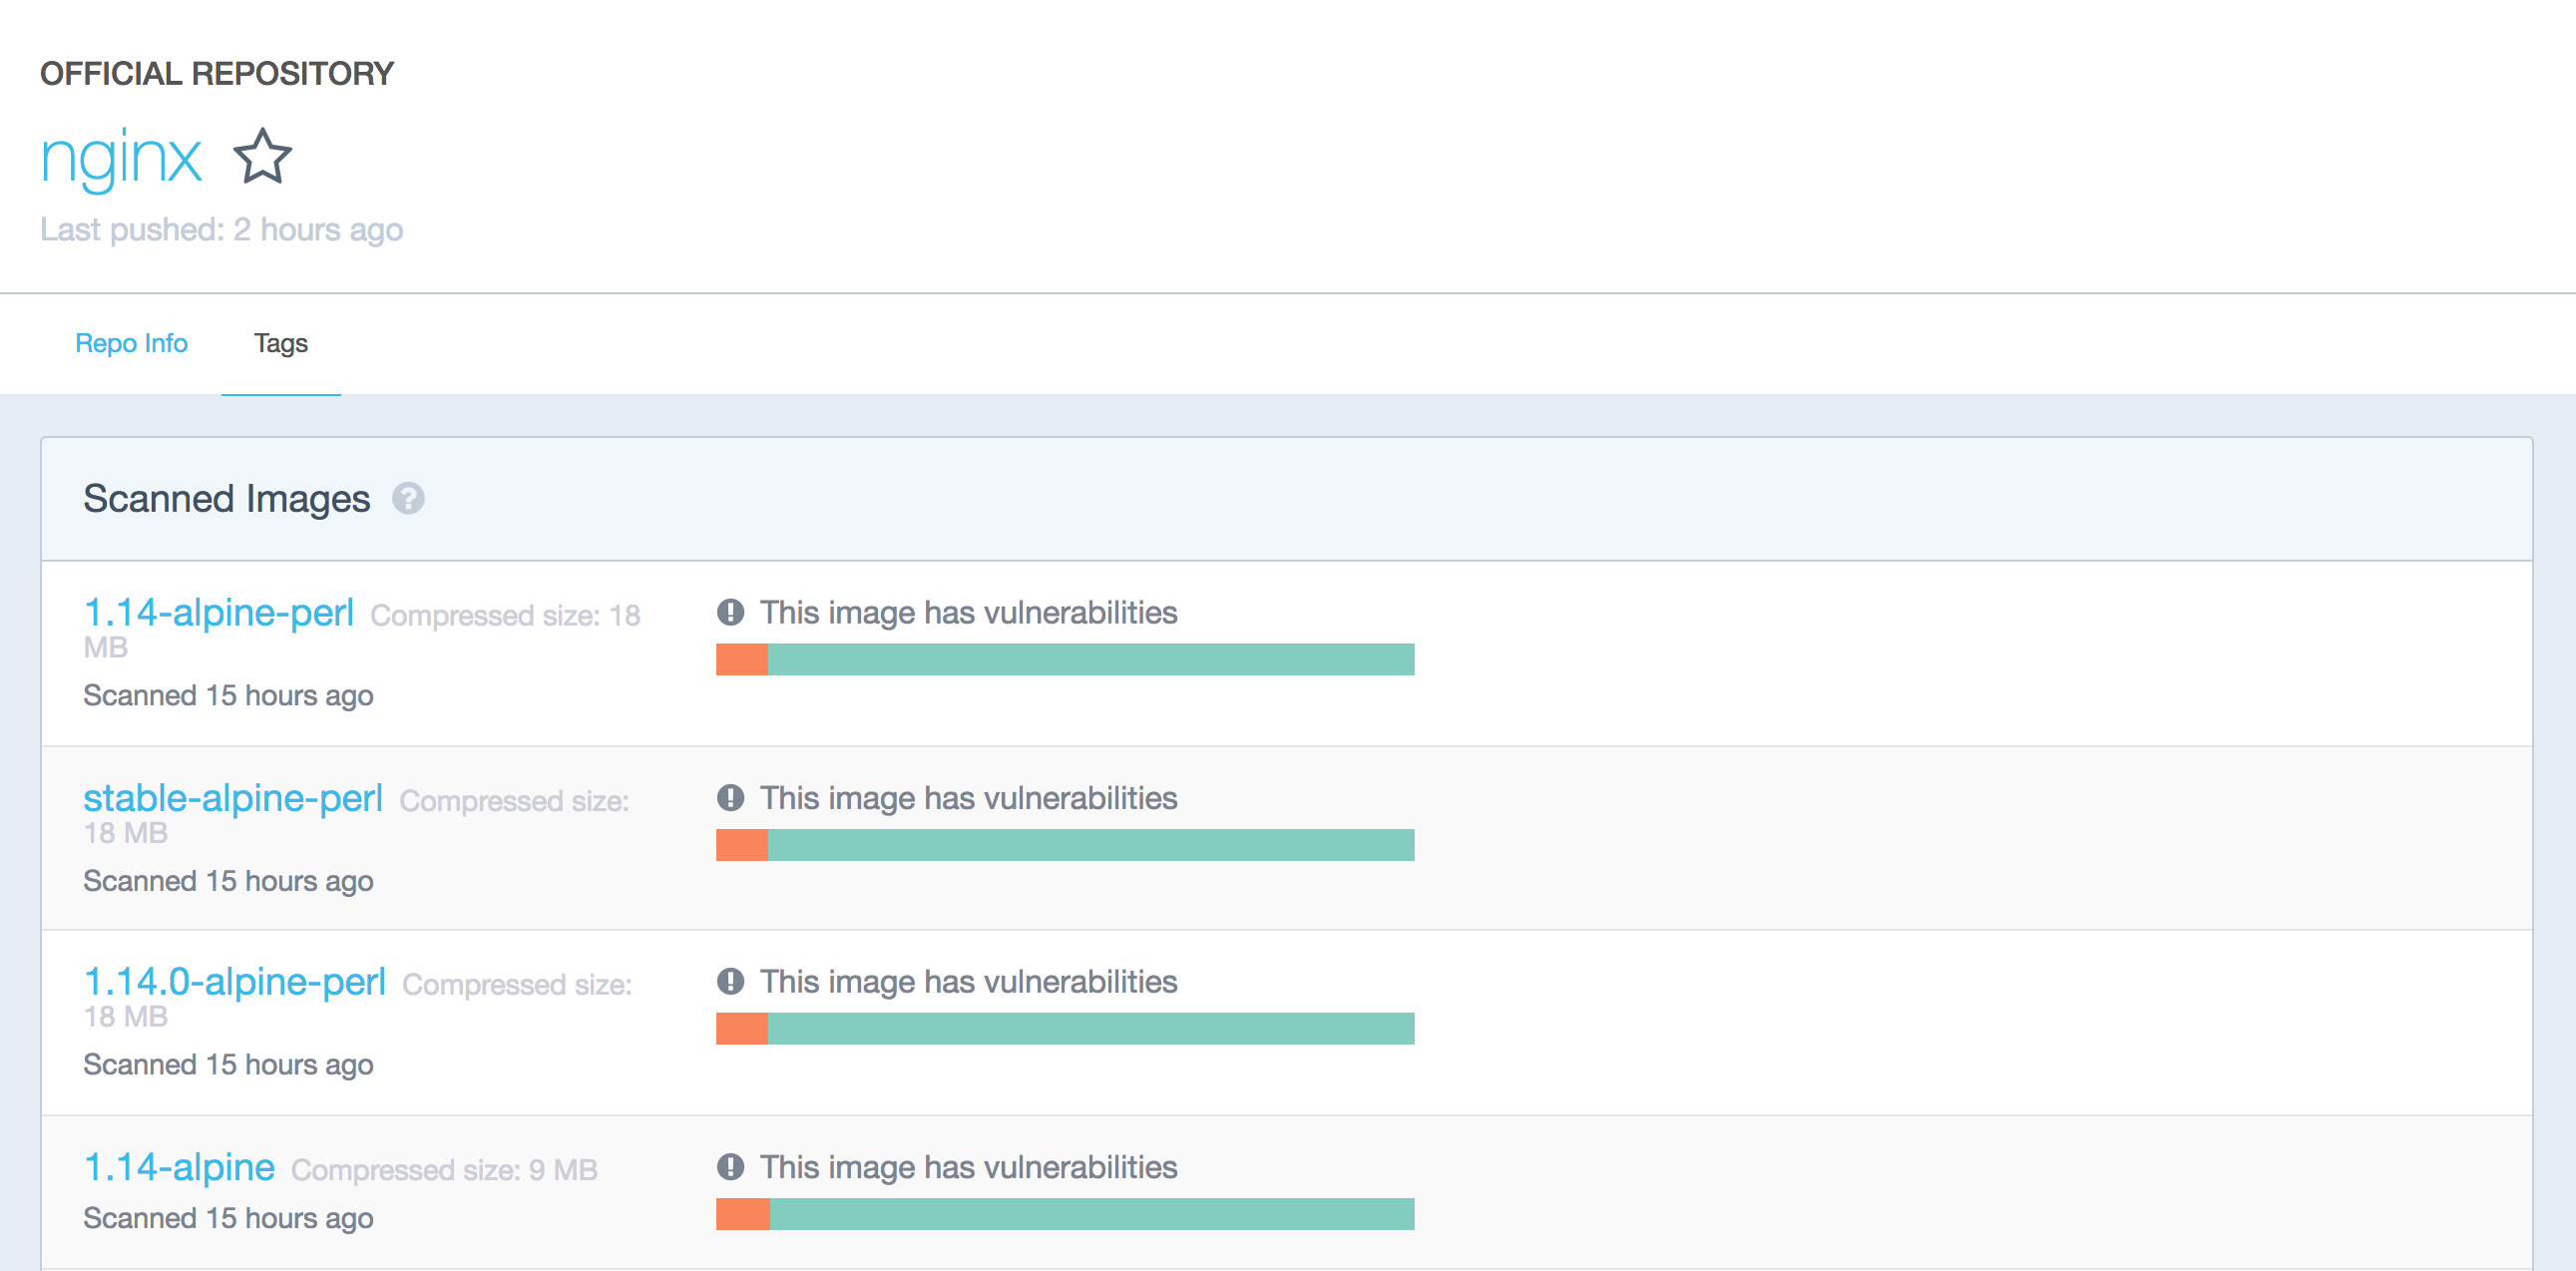 OFFICIAL REPOSITORY
nginx
Last pushed: 2 hours ago
Repo Info Tags
Scanned Images ?
1.14-alpine-perl Compressed size: 18
MB
Scanned 15 hours ago
This image has vulnerabilities
stable-alpine-perl Compressed size:
18 MB
Scanned 15 hours ago
This image has vulnerabilities
1.14.0-alpine-perl Compressed size:
18 MB
Scanned 15 hours ago
This image has vulnerabilities
1.14-alpine Compressed size: 9 MB
Scanned 15 hours ago
This image has vulnerabilities